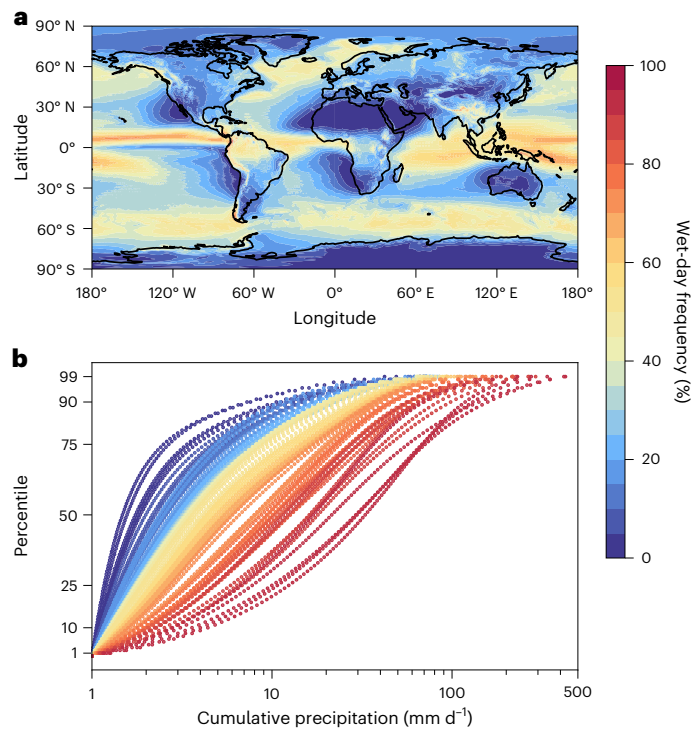 a
90° N
60° N
30° N
0°
30° S
60° S
90° S
Latitude
180° 120° W 60° W 0° 60° E 120° E 180°
Longitude
100
80
60
40
20
0
Wet-day frequency (%)
b
99
90
75
50
25
10
1
Percentile
1 10 100 500
Cumulative precipitation (mm d⁻¹)